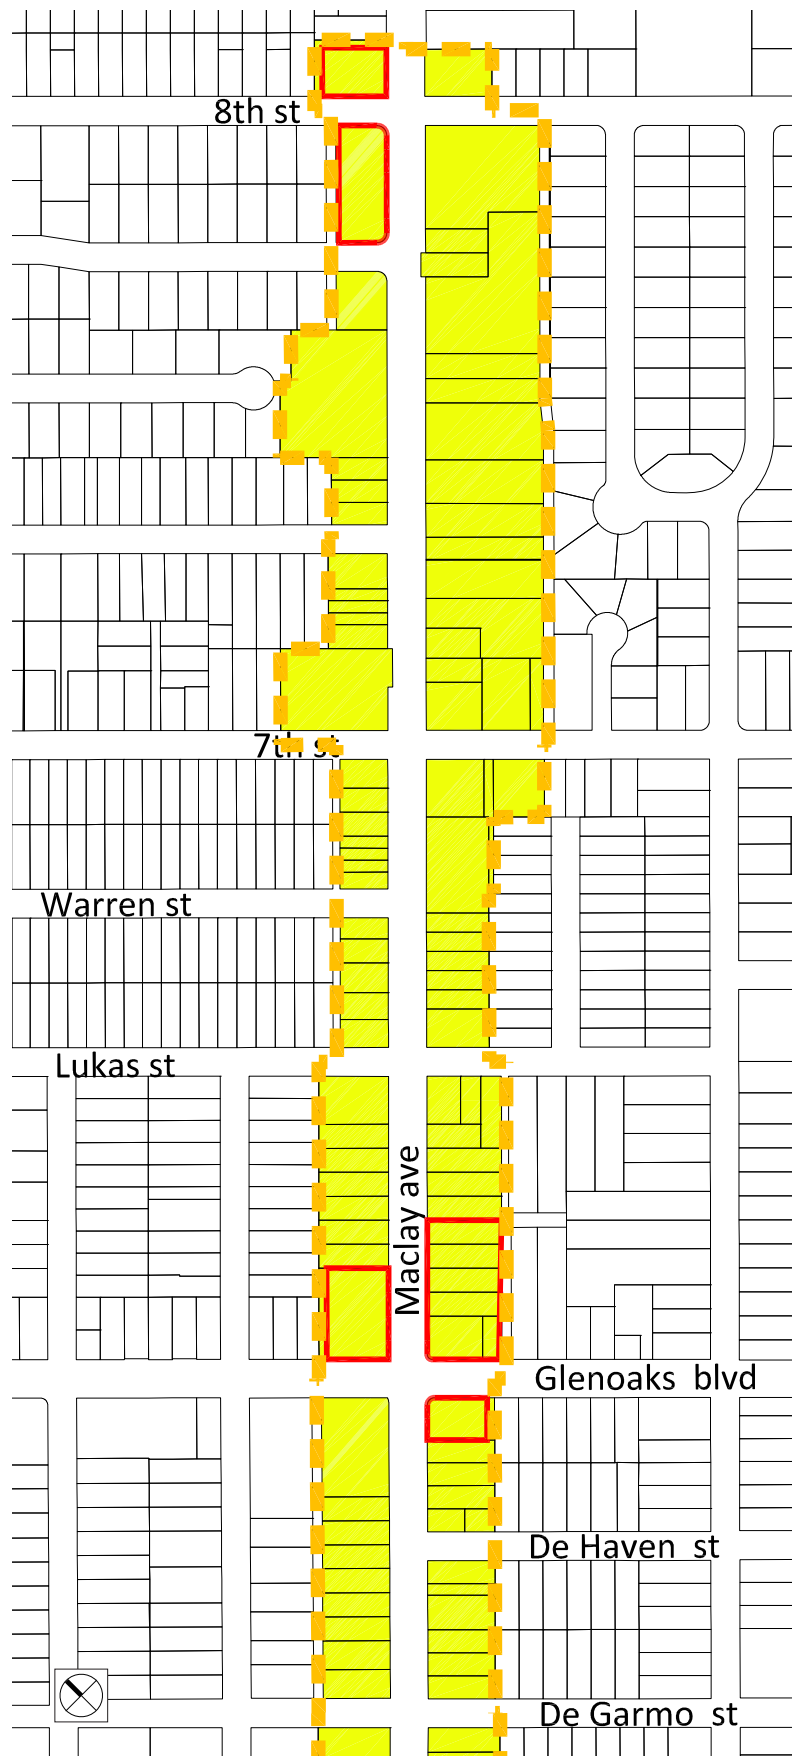 8th st
7th st
Warren st
Lukas st
Maclay ave
Glenoaks blvd
De Haven st
De Garmo st